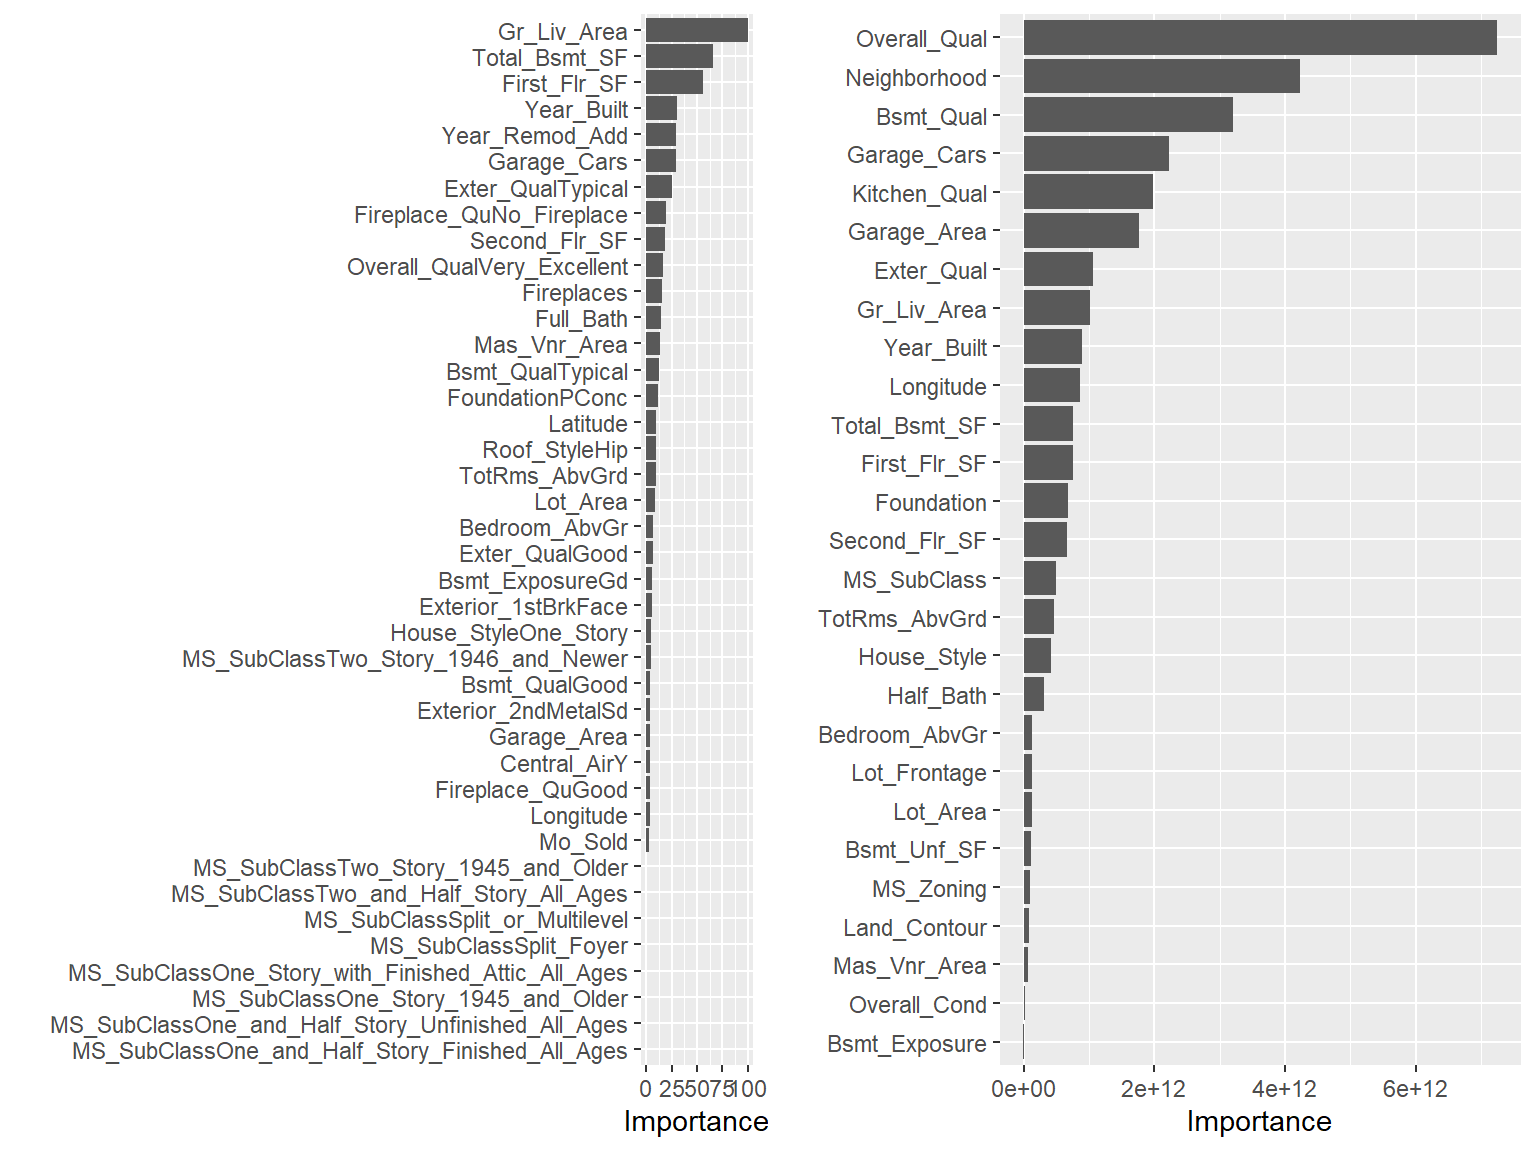 Gr_Liv_Area
Total_Bsmt_SF
First_Flr_SF
Year_Built
Year_Remod_Add
Garage_Cars
Exter_QualTypical
Fireplace_QuNo_Fireplace
Second_Flr_SF
Overall_QualVery_Excellent
Fireplaces
Full_Bath
Mas_Vnr_Area
Bsmt_QualTypical
FoundationPConc
Latitude
Roof_StyleHip
TotRms_AbvGrd
Lot_Area
Bedroom_AbvGr
Exter_QualGood
Bsmt_ExposureGd
Exterior_1stBrkFace
House_StyleOne_Story
MS_SubClassTwo_Story_1946_and_Newer
Bsmt_QualGood
Exterior_2ndMetalSd
Garage_Area
Central_AirY
Fireplace_QuGood
Longitude
Mo_Sold
MS_SubClassTwo_Story_1945_and_Older
MS_SubClassTwo_and_Half_Story_All_Ages
MS_SubClassSplit_or_Multilevel
MS_SubClassSplit_Foyer
MS_SubClassOne_Story_with_Finished_Attic_All_Ages
MS_SubClassOne_Story_1945_and_Older
MS_SubClassOne_and_Half_Story_Unfinished_All_Ages
MS_SubClassOne_and_Half_Story_Finished_All_Ages
0 25 50 75 100
Importance
Overall_Qual
Neighborhood
Bsmt_Qual
Garage_Cars
Kitchen_Qual
Garage_Area
Exter_Qual
Gr_Liv_Area
Year_Built
Longitude
Total_Bsmt_SF
First_Flr_SF
Foundation
Second_Flr_SF
MS_SubClass
TotRms_AbvGrd
House_Style
Half_Bath
Bedroom_AbvGr
Lot_Frontage
Lot_Area
Bsmt_Unf_SF
MS_Zoning
Land_Contour
Mas_Vnr_Area
Overall_Cond
Bsmt_Exposure
0e+00 2e+12 4e+12 6e+12
Importance